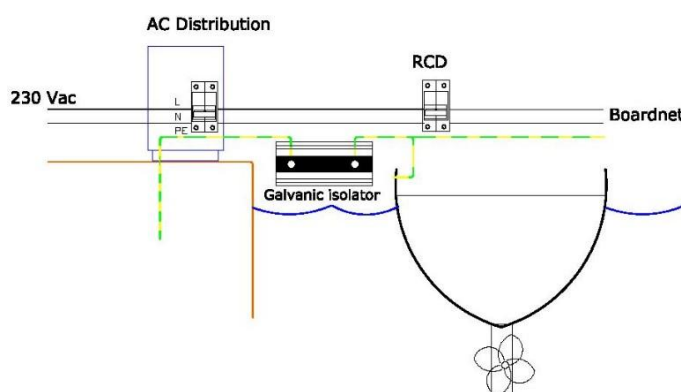 AC Distribution
RCD
230 Vac
L
N
PE
Boardnet
Galvanic isolator